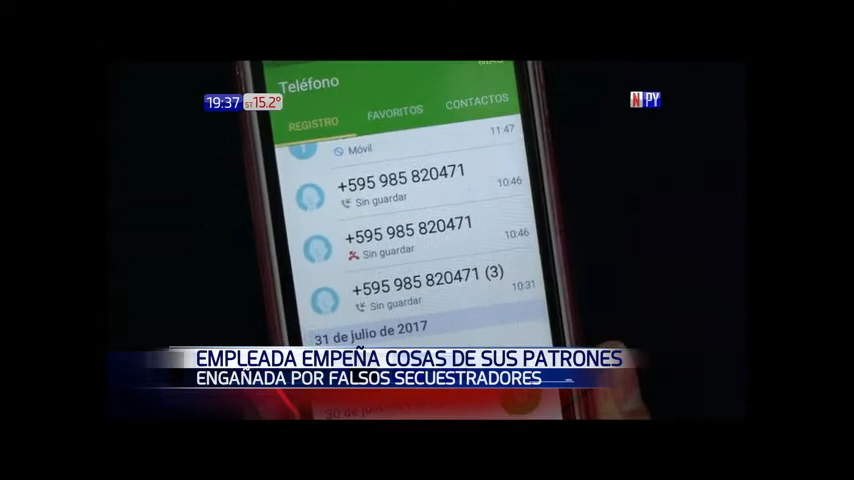 Teléfono
19:37 ST 15.2°
NPY
REGISTRO FAVORITOS CONTACTOS
11:47
Móvil
+595 985 820471
10:46
Sin guardar
+595 985 820471
10:46
Sin guardar
+595 985 820471 (3)
10:31
Sin guardar
31 de julio de 2017
EMPLEADA EMPEÑA COSAS DE SUS PATRONES
ENGAÑADA POR FALSOS SECUESTRADORES